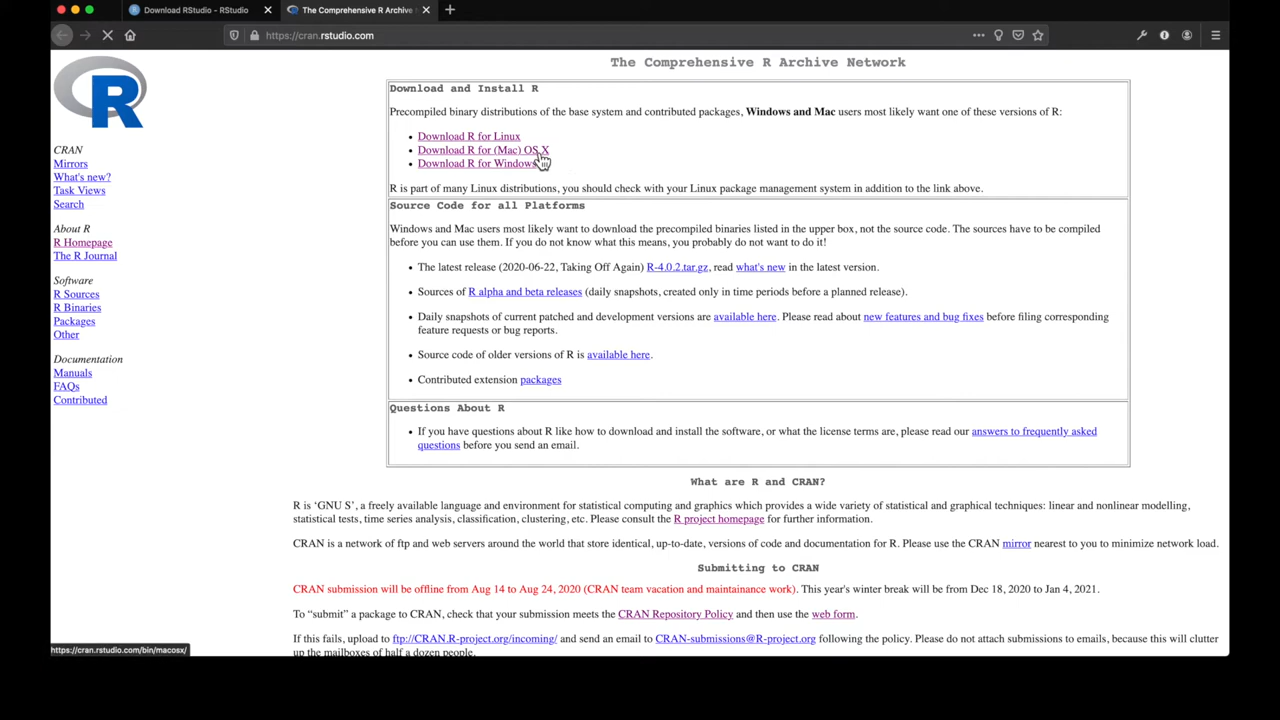 Download RStudio - RStudio
The Comprehensive R Archive
https://cran.rstudio.com
R
CRAN
Mirrors
What's new?
Task Views
Search
About R
R Homepage
The R Journal
Software
R Sources
R Binaries
Packages
Other
Documentation
Manuals
FAQs
Contributed
The Comprehensive R Archive Network
Download and Install R
Precompiled binary distributions of the base system and contributed packages, Windows and Mac users most likely want one of these versions of R:
• Download R for Linux
• Download R for (Mac) OS X
• Download R for Windows
R is part of many Linux distributions, you should check with your Linux package management system in addition to the link above.
Source Code for all Platforms
Windows and Mac users most likely want to download the precompiled binaries listed in the upper box, not the source code. The sources have to be compiled
before you can use them. If you do not know what this means, you probably do not want to do it!
• The latest release (2020-06-22, Taking Off Again) R-4.0.2.tar.gz, read what's new in the latest version.
• Sources of R alpha and beta releases (daily snapshots, created only in time periods before a planned release).
• Daily snapshots of current patched and development versions are available here. Please read about new features and bug fixes before filing corresponding
feature requests or bug reports.
• Source code of older versions of R is available here.
• Contributed extension packages
Questions About R
• If you have questions about R like how to download and install the software, or what the license terms are, please read our answers to frequently asked
questions before you send an email.
What are R and CRAN?
R is ‘GNU S’, a freely available language and environment for statistical computing and graphics which provides a wide variety of statistical and graphical techniques: linear and nonlinear modelling,
statistical tests, time series analysis, classification, clustering, etc. Please consult the R project homepage for further information.
CRAN is a network of ftp and web servers around the world that store identical, up-to-date, versions of code and documentation for R. Please use the CRAN mirror nearest to you to minimize network load.
Submitting to CRAN
CRAN submission will be offline from Aug 14 to Aug 24, 2020 (CRAN team vacation and maintainance work). This year's winter break will be from Dec 18, 2020 to Jan 4, 2021.
To “submit” a package to CRAN, check that your submission meets the CRAN Repository Policy and then use the web form.
If this fails, upload to ftp://CRAN.R-project.org/incoming/ and send an email to CRAN-submissions@R-project.org following the policy. Please do not attach submissions to emails, because this will clutter
up the mailboxes of half a dozen people.
https://cran.rstudio.com/bin/macosx/